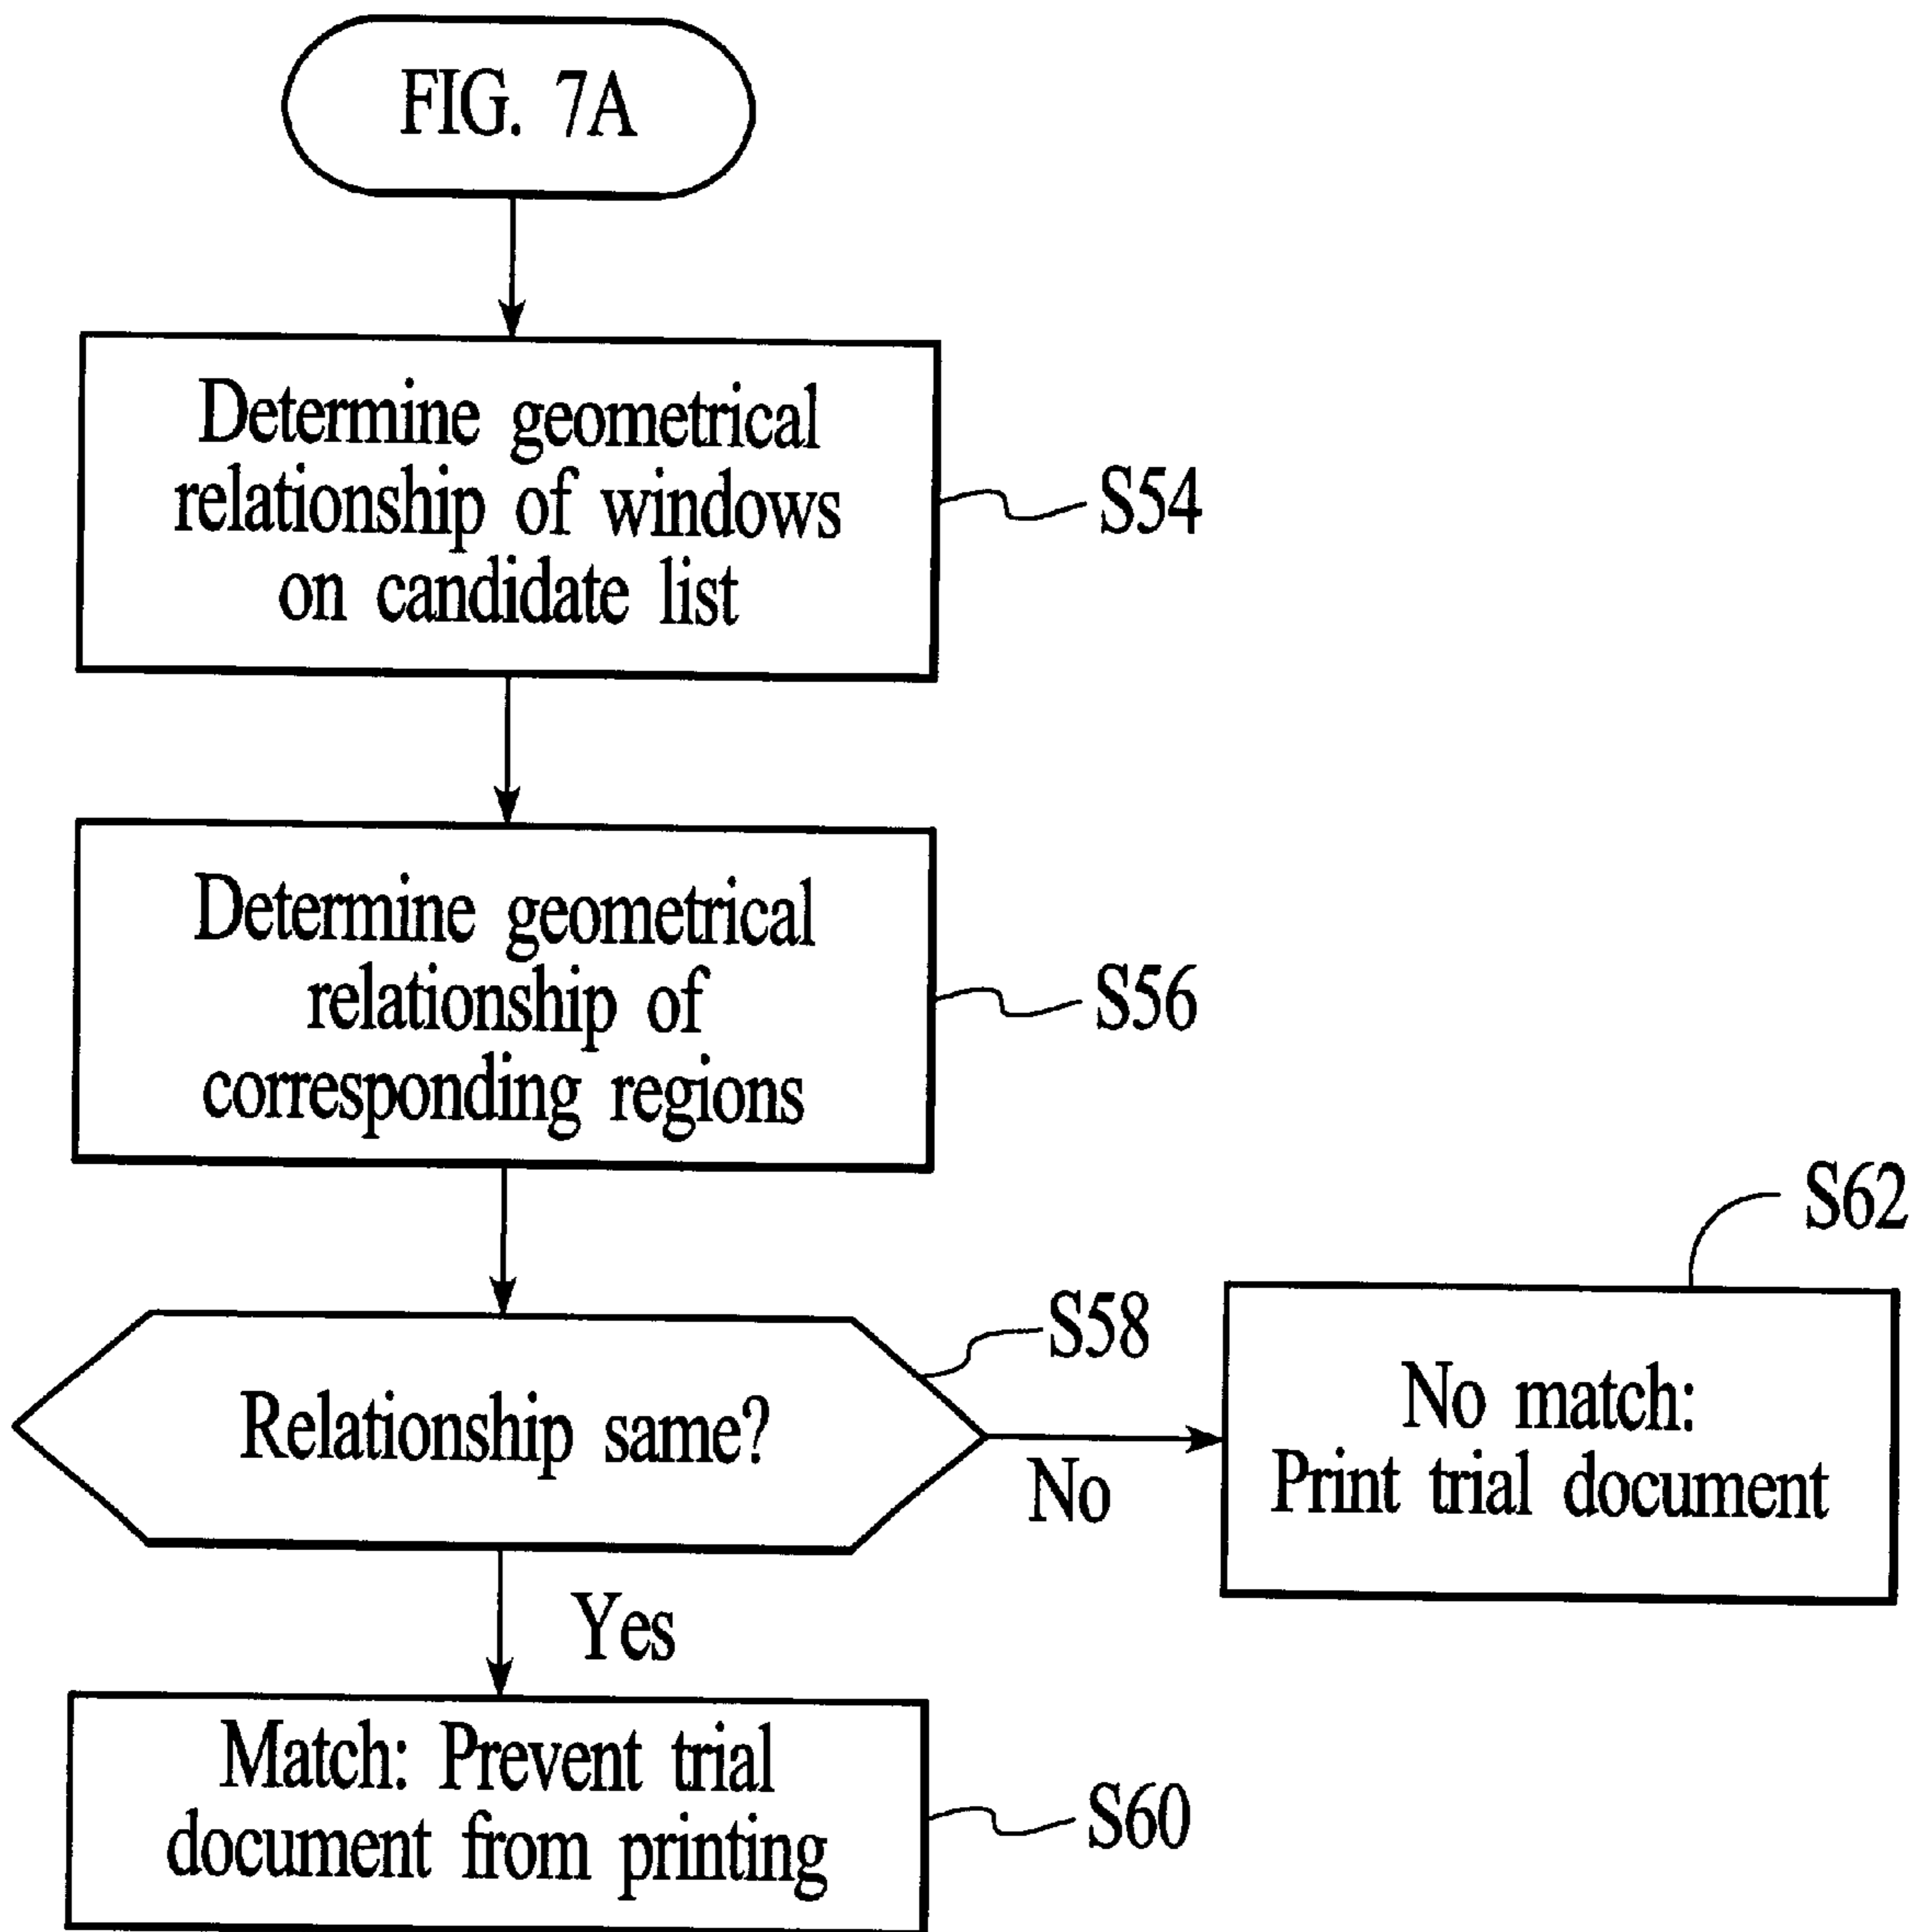 FIG. 7A
Determine geometrical
relationship of windows
on candidate list
S54
Determine geometrical
relationship of
corresponding regions
S56
S62
S58
Relationship same?
No
No match:
Print trial document
Yes
Match: Prevent trial
document from printing
S60